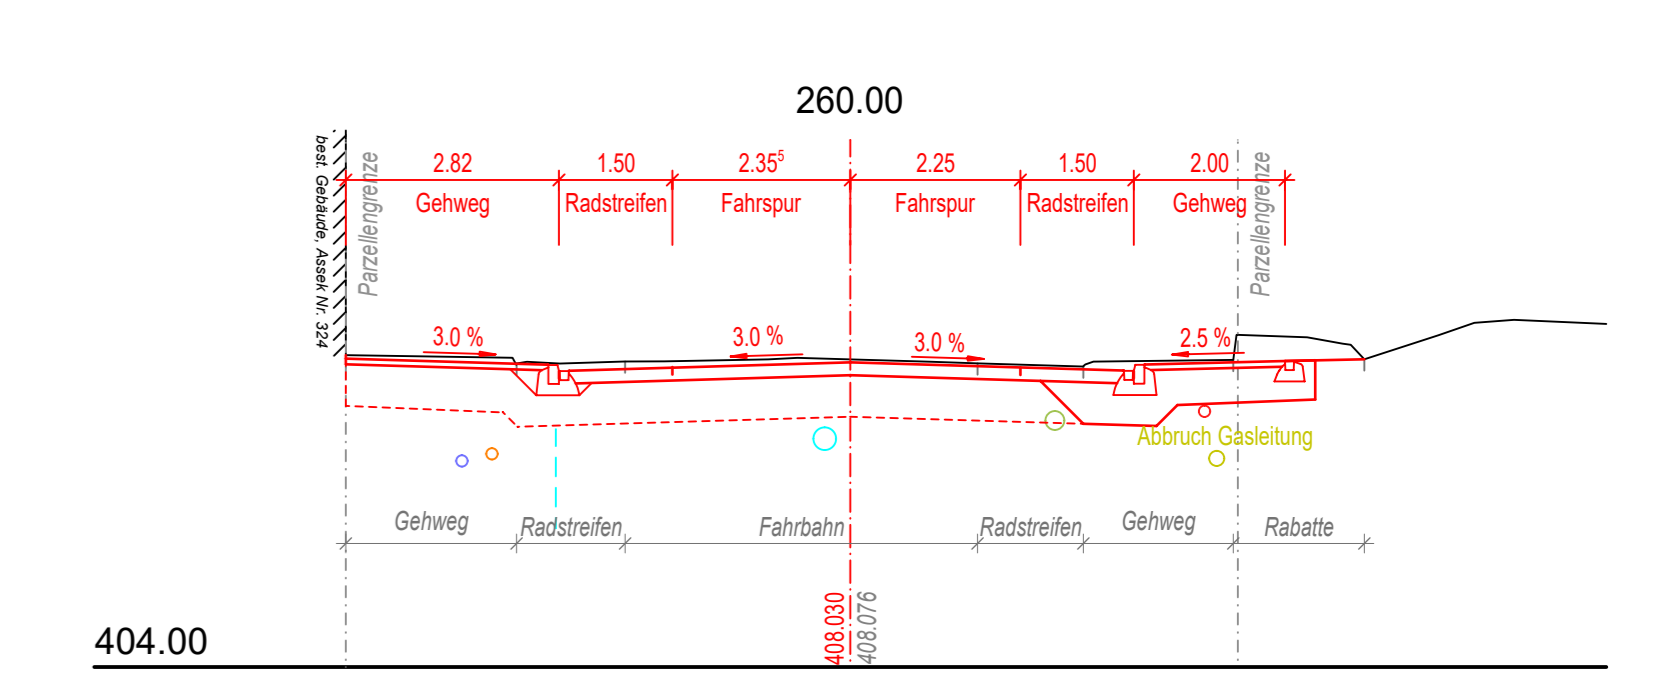 260.00
2.82 1.50 2.35⁵ 2.25 1.50 2.00
Gehweg Radstreifen Fahrspur Fahrspur Radstreifen Gehweg
best. Gebäude, Assek Nr. 324
Parzellengrenze
Parzellengrenze
3.0 % 3.0 % 3.0 % 2.5 %
Abbruch Gasleitung
Gehweg Radstreifen Fahrbahn Radstreifen Gehweg Rabatte
408.030
408.076
404.00